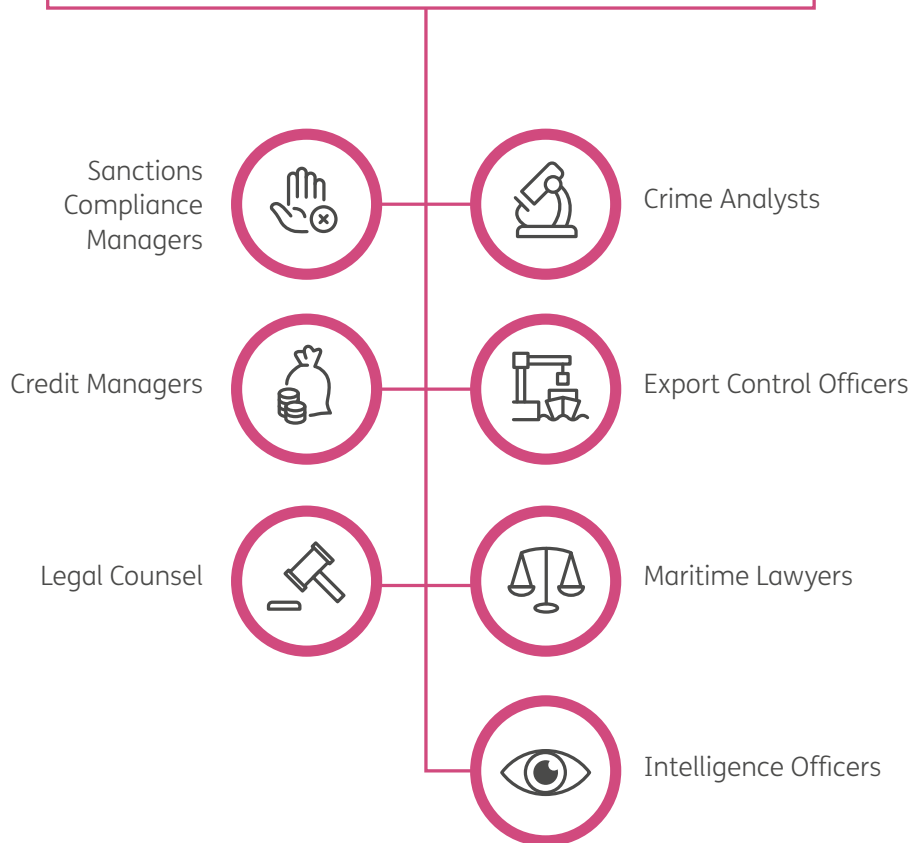 Sanctions
Compliance
Managers
Crime Analysts
Credit Managers
Export Control Officers
Legal Counsel
Maritime Lawyers
Intelligence Officers